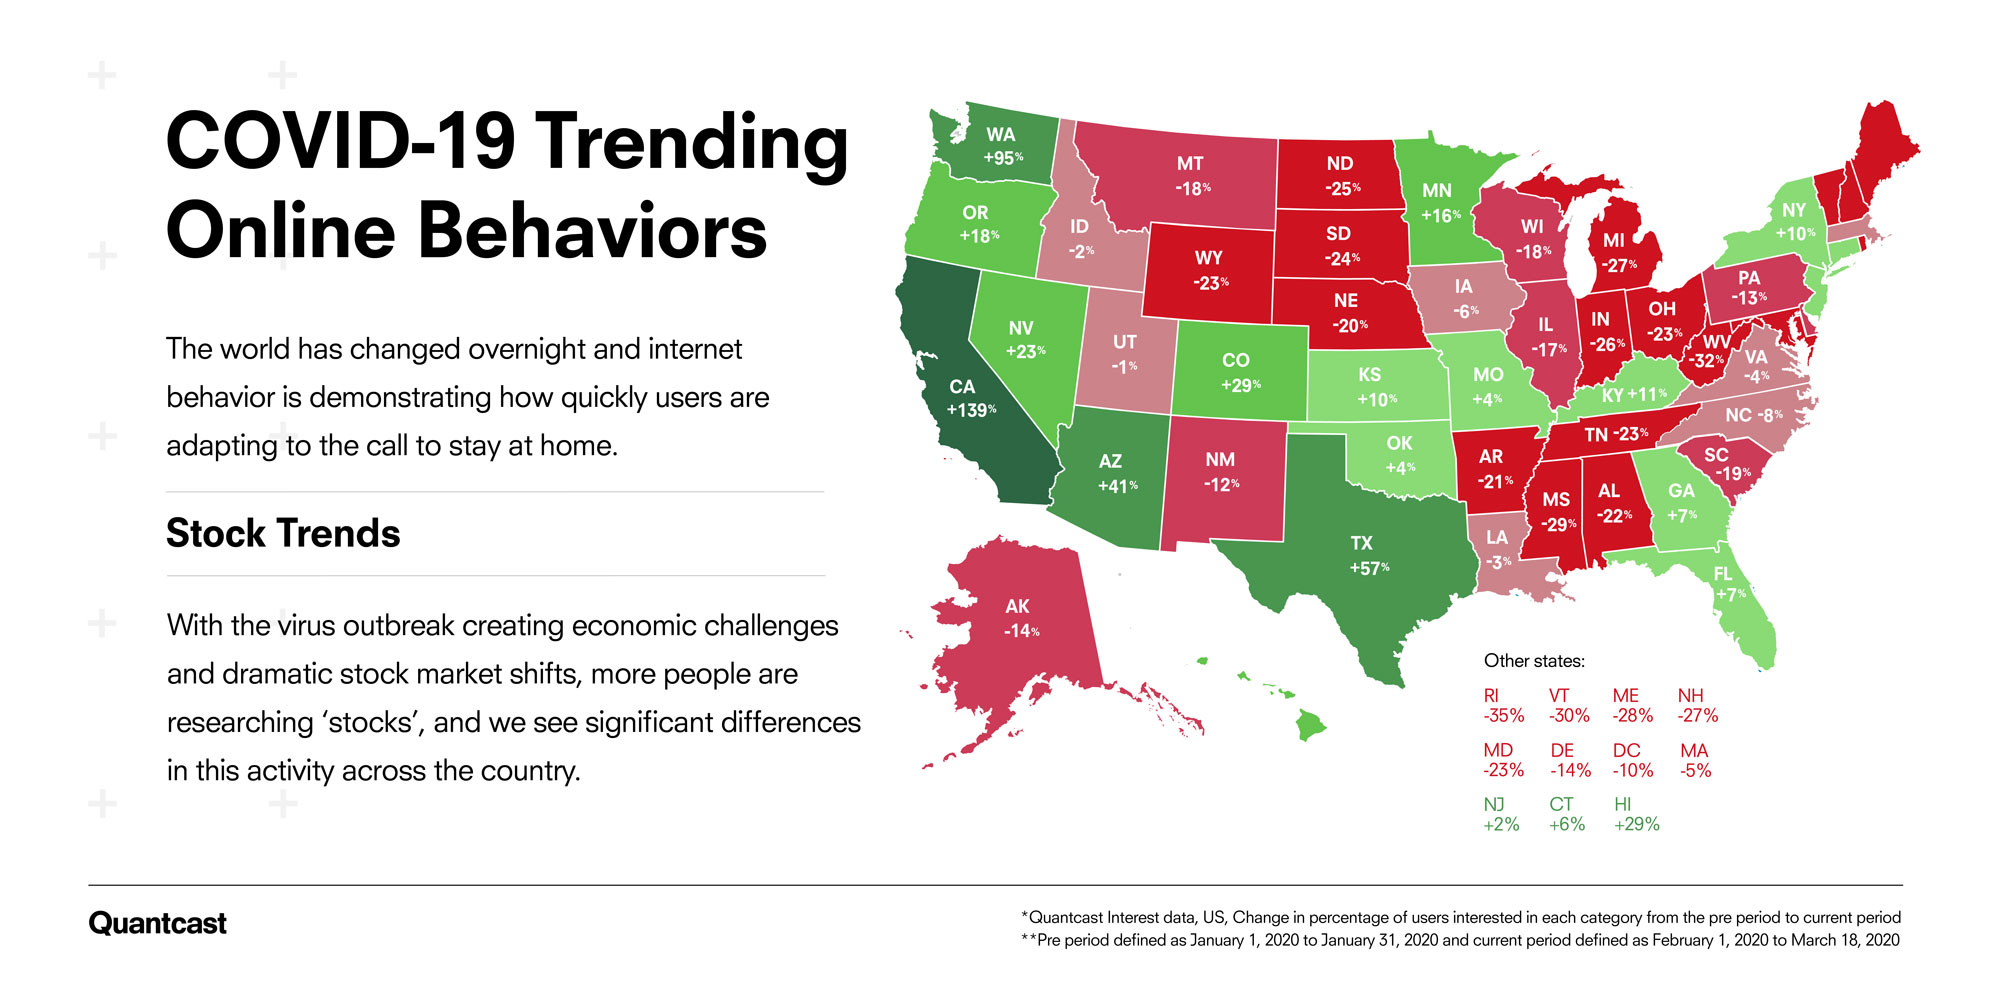 COVID-19 Trending
Online Behaviors
The world has changed overnight and internet
behavior is demonstrating how quickly users are
adapting to the call to stay at home.
Stock Trends
With the virus outbreak creating economic challenges
and dramatic stock market shifts, more people are
researching ‘stocks’, and we see significant differences
in this activity across the country.
WA
+95%
OR
+18%
CA
+139%
NV
+23%
ID
-2%
MT
-18%
WY
-23%
UT
-1%
CO
+29%
AZ
+41%
NM
-12%
ND
-25%
SD
-24%
NE
-20%
KS
+10%
OK
+4%
TX
+57%
MN
+16%
IA
-6%
MO
+4%
AR
-21%
LA
-3%
WI
-18%
IL
-17%
MI
-27%
IN
-26%
OH
-23%
KY +11%
TN -23%
MS
-29%
AL
-22%
GA
+7%
FL
+7%
SC
-19%
NC -8%
VA
-4%
WV
-32%
PA
-13%
NY
+10%
AK
-14%
Other states:
RI VT ME NH
-35% -30% -28% -27%
MD DE DC MA
-23% -14% -10% -5%
NJ CT HI
+2% +6% +29%
Quantcast
*Quantcast Interest data, US, Change in percentage of users interested in each category from the pre period to current period
**Pre period defined as January 1, 2020 to January 31, 2020 and current period defined as February 1, 2020 to March 18, 2020